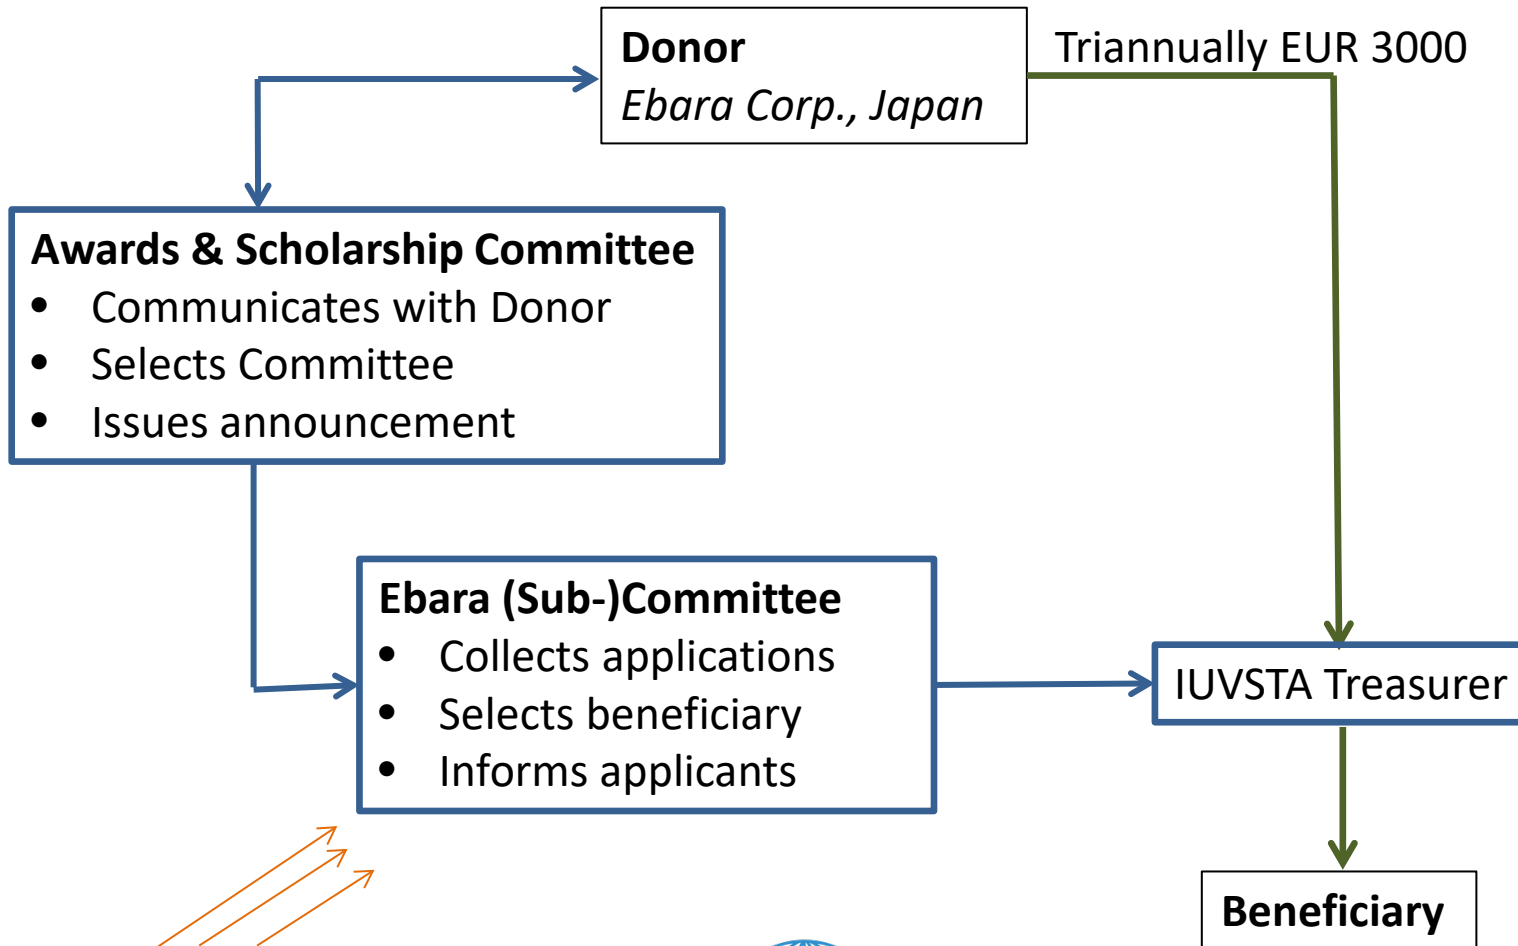 Donor
Ebara Corp., Japan
Triannually EUR 3000
Awards & Scholarship Committee
• Communicates with Donor
• Selects Committee
• Issues announcement
Ebara (Sub-)Committee
• Collects applications
• Selects beneficiary
• Informs applicants
IUVSTA Treasurer
Beneficiary